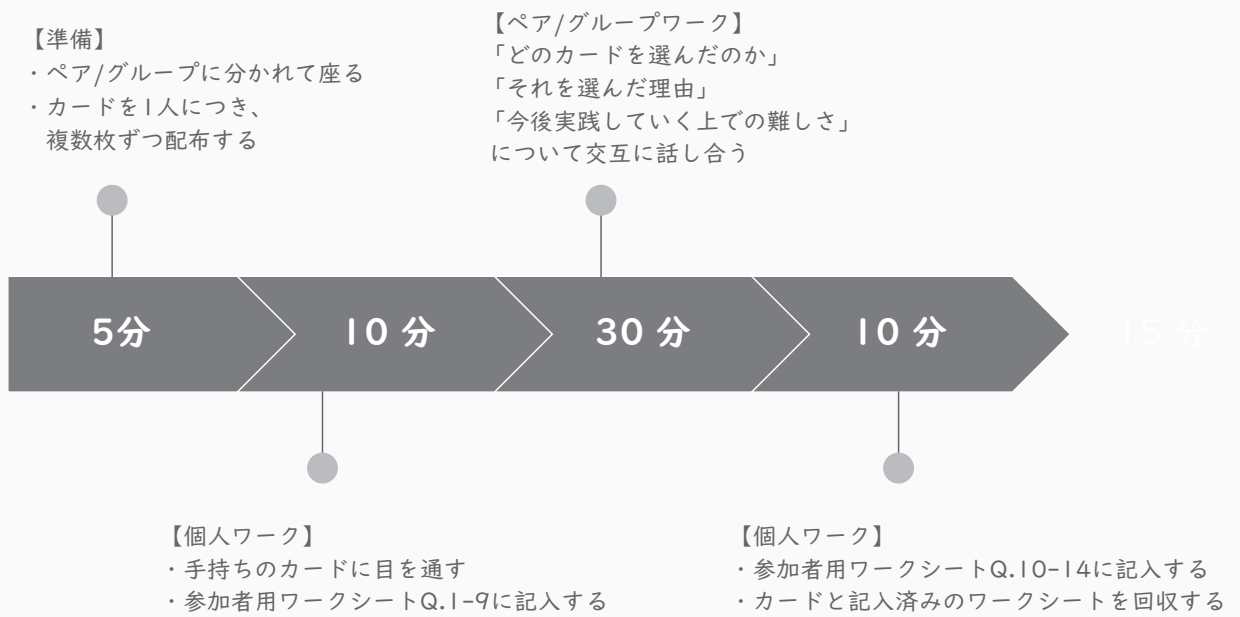 【準備】
・ペア/グループに分かれて座る
・カードを1人につき、
複数枚ずつ配布する
【ペア/グループワーク】
「どのカードを選んだのか」
「それを選んだ理由」
「今後実践していく上での難しさ」
について交互に話し合う
5分
10 分
30 分
10 分
15 分
【個人ワーク】
・手持ちのカードに目を通す
・参加者用ワークシートQ.1-9に記入する
【個人ワーク】
・参加者用ワークシートQ.10-14に記入する
・カードと記入済みのワークシートを回収する